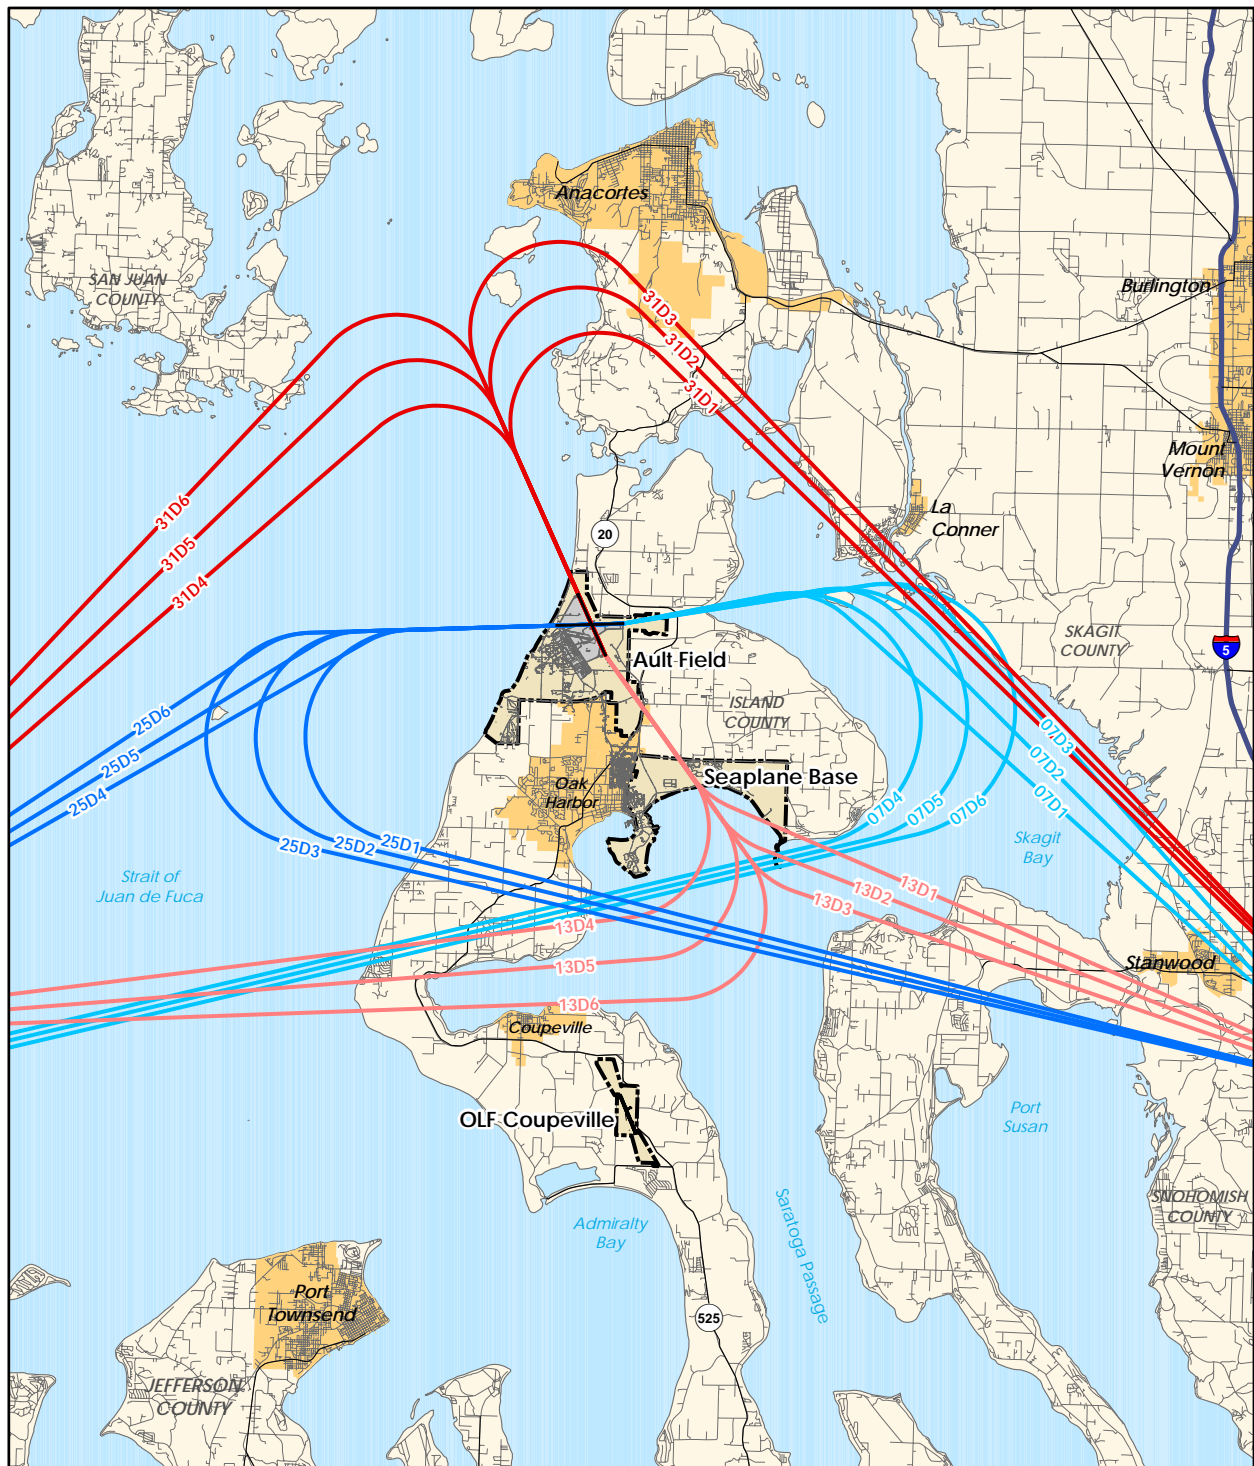 Anacortes
SAN JUAN
COUNTY
Burlington
31D3
31D2
31D1
Mount
Vernon
31D6
31D5
31D4
La
Conner
20
SKAGIT
COUNTY
5
Ault Field
ISLAND
COUNTY
25D6
25D5
25D4
07D3
07D2
07D1
Seaplane Base
Oak
Harbor
07D4
07D5
07D6
25D1
25D2
25D3
Skagit
Bay
Strait of
Juan de Fuca
13D1
13D2
13D3
13D4
13D5
13D6
Stanwood
Coupeville
OLF Coupeville
Port
Susan
SNOHOMISH
COUNTY
Admiralty
Bay
Saratoga Passage
Port
Townsend
525
JEFFERSON
COUNTY